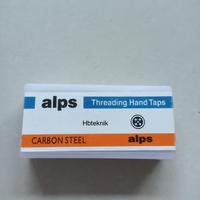 alps Threading Hand Taps
Hbteknik
CARBON STEEL alps